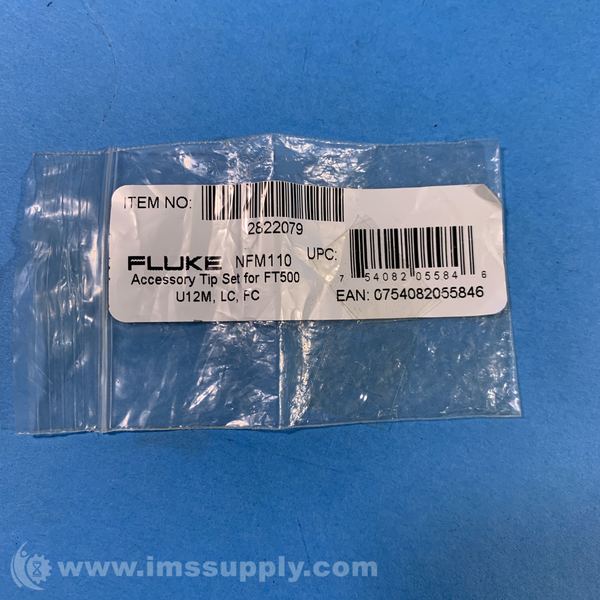 ITEM NO:
2822079
FLUKE NFM110 UPC:
7 54082 05584 6
Accessory Tip Set for FT500
U12M, LC, FC
EAN: 0754082055846
www.imssupply.com